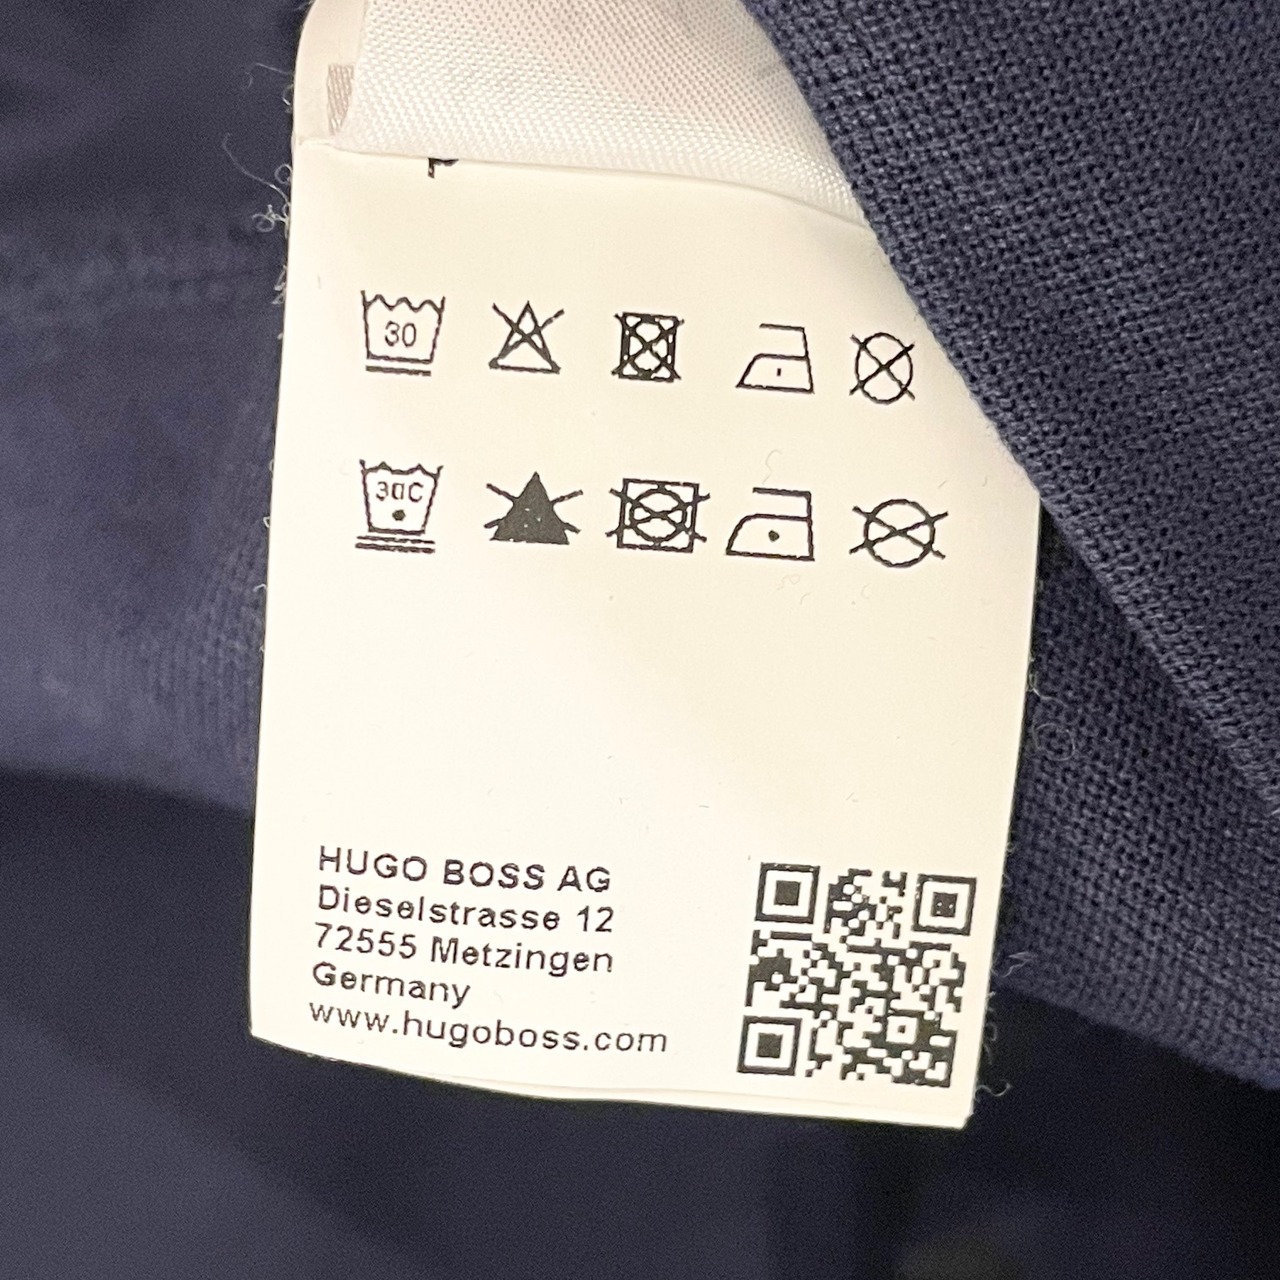 30
30C
HUGO BOSS AG
Dieselstrasse 12
72555 Metzingen
Germany
www.hugoboss.com